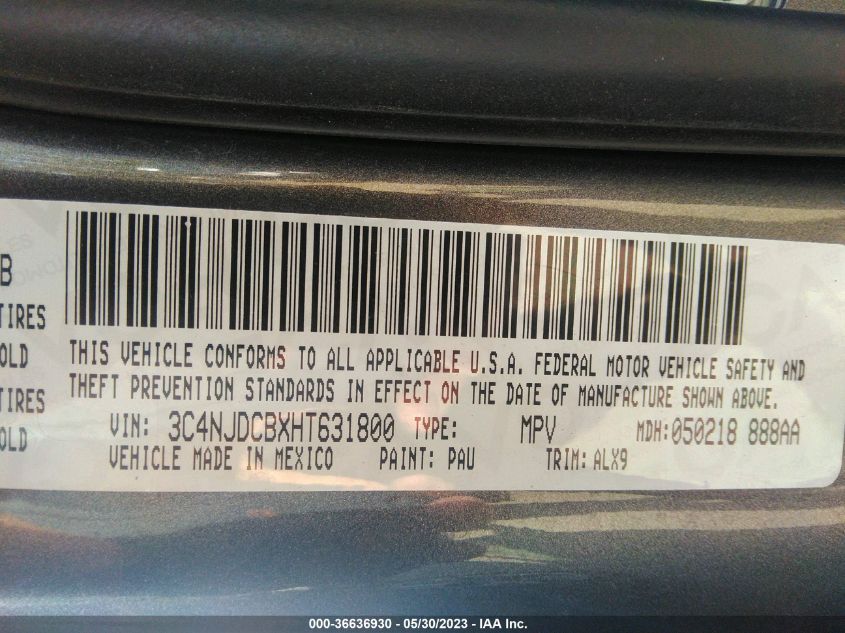 B
TIRES
OLD
TIRES
OLD
THIS VEHICLE CONFORMS TO ALL APPLICABLE U.S.A. FEDERAL MOTOR VEHICLE SAFETY AND
THEFT PREVENTION STANDARDS IN EFFECT ON THE DATE OF MANUFACTURE SHOWN ABOVE.
VIN: 3C4NJDCBXHT631800 TYPE: MPV MDH:050218 888AA
VEHICLE MADE IN MEXICO PAINT: PAU TRIM: ALX9
000-36636930 - 05/30/2023 - IAA Inc.